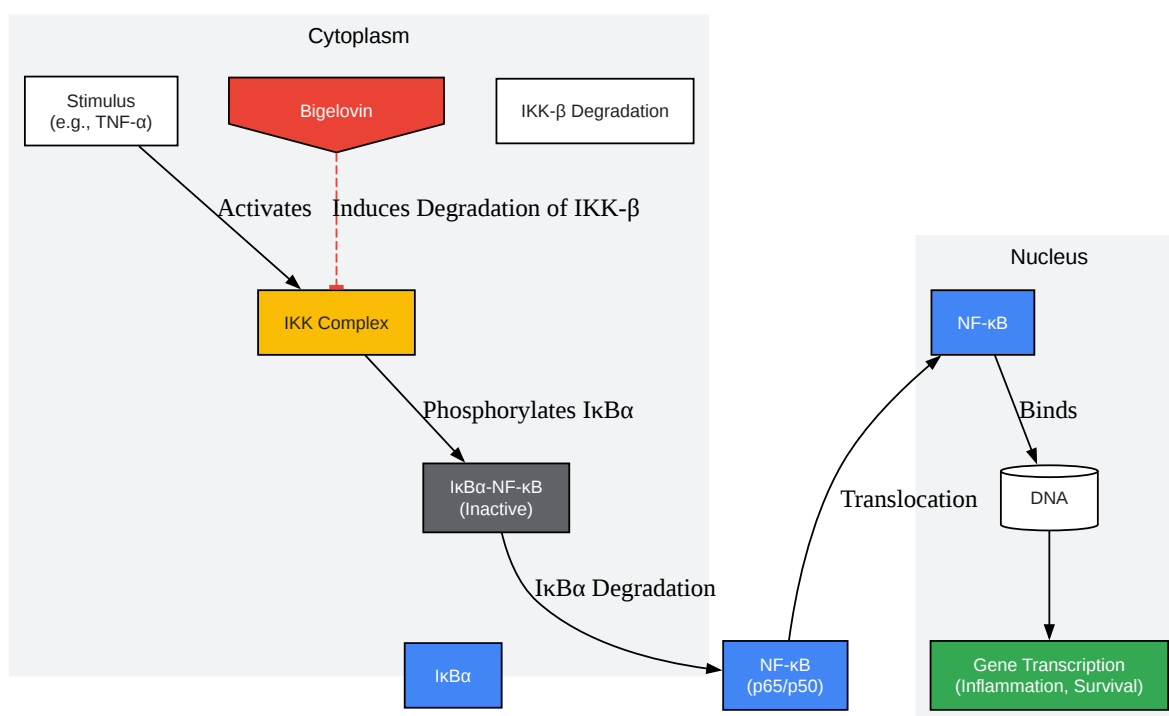 Cytoplasm
Stimulus
(e.g., TNF-α)
Bigelovin
IKK-β Degradation
Activates
Induces Degradation of IKK-β
Nucleus
IKK Complex
NF-κB
Phosphorylates IκBα
Binds
IκBα-NF-κB
(Inactive)
Translocation
DNA
IκBα Degradation
IκBα
NF-κB
(p65/p50)
Gene Transcription
(Inflammation, Survival)